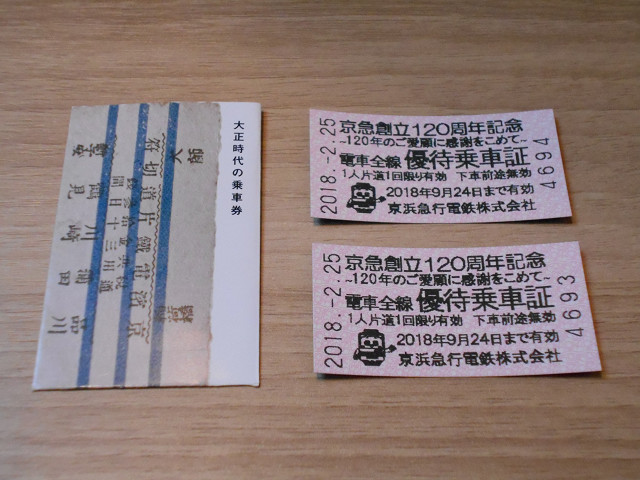 大正時代の乗車券
大師
川崎
蒲田
品川
2018.-2.25
京急創立120周年記念
~120年のご愛顧に感謝をこめて~
電車全線 優待乗車証
1人片道1回限り有効 下車前途無効
2018年9月24日まで有効
京浜急行電鉄株式会社
4694
2018.-2.25
京急創立120周年記念
~120年のご愛顧に感謝をこめて~
電車全線 優待乗車証
1人片道1回限り有効 下車前途無効
2018年9月24日まで有効
京浜急行電鉄株式会社
4693